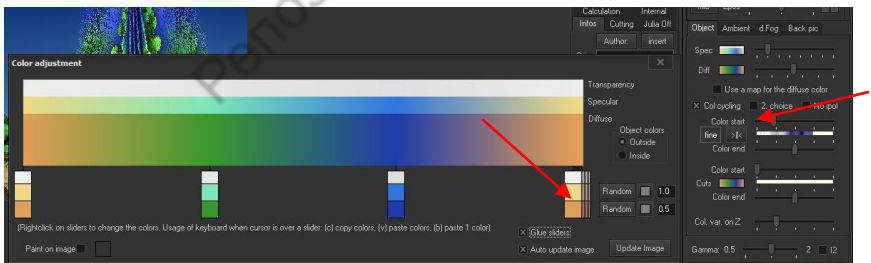 Calculation Internal
Infos Cutting Julia Off
Author: insert
Object Ambient d.Fog Back pic
Spec
Diff
Use a map for the diffuse color
Col cycling 2. choice No ipol
Color start
fine >|<
Color end
Color start
Cuts
Color end
Col. var. on Z
Gamma: 0.5 2 I2
Color adjustment
Transparency
Specular
Diffuse
Object colors
Outside
Inside
Random 1.0
Random 0.5
(Rightclick on sliders to change the colors. Usage of keyboard when cursor is over a slider: (c) copy colors, (v) paste colors, (b) paste 1 color)
Glue sliders
Paint on image
Auto update image
Update Image